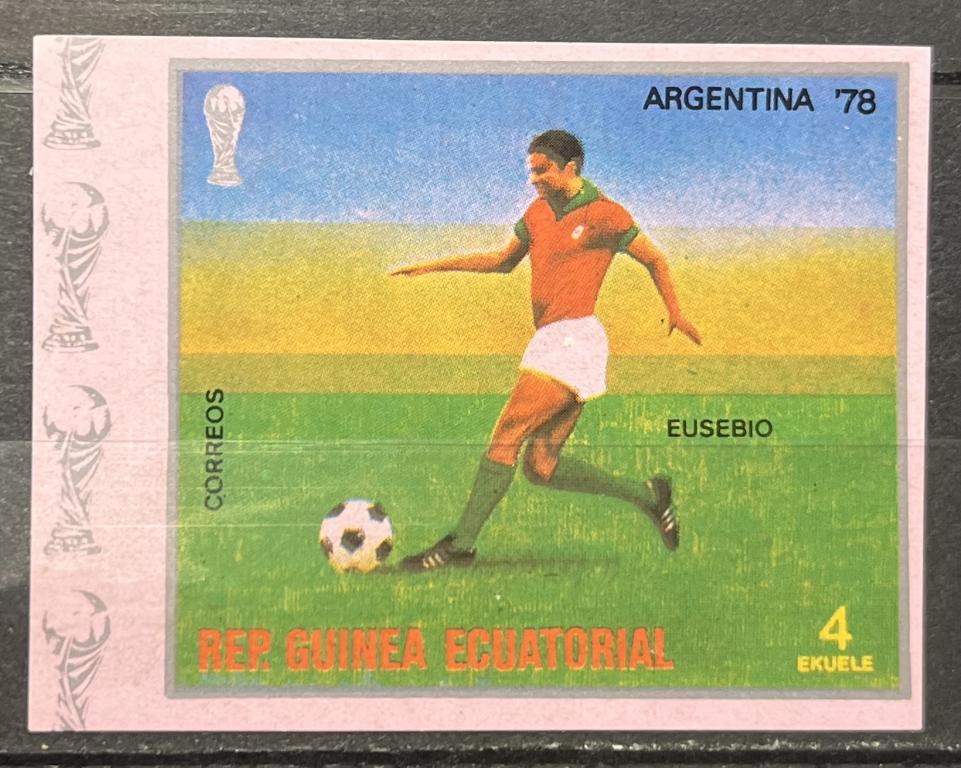 ARGENTINA '78
CORREOS
EUSEBIO
REP. GUINEA ECUATORIAL
4
EKUELE